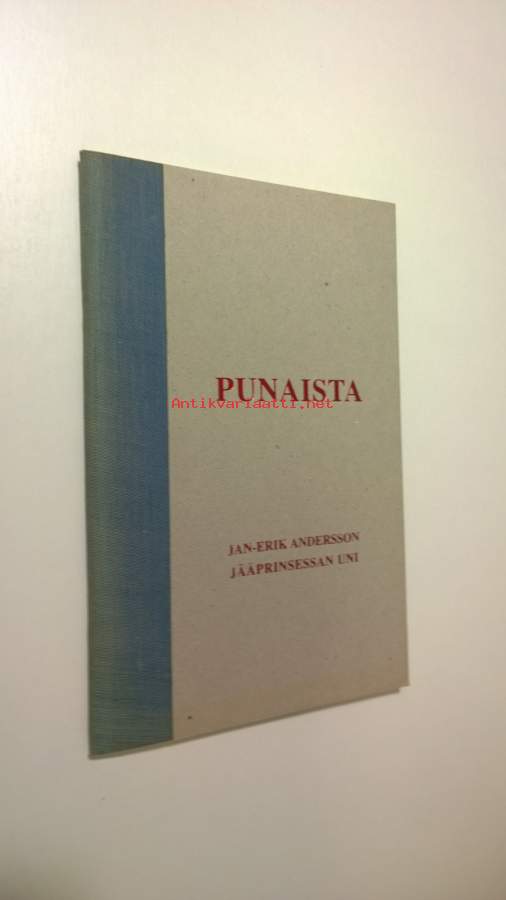 PUNAISTA
Antikvariaatti.net
JAN-ERIK ANDERSSON
JÄÄPRINSESSAN UNI